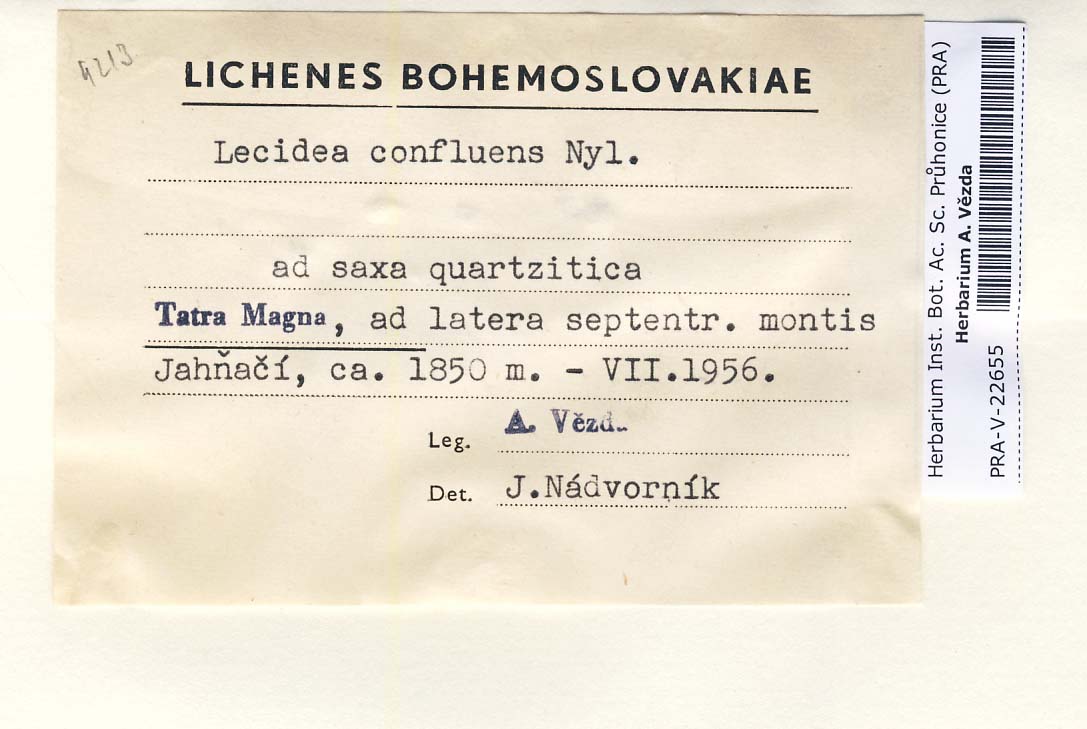 4213
LICHENES BOHEMOSLOVAKIAE
Lecidea confluens Nyl.
ad saxa quartzitica
Tatra Magna, ad latera septentr. montis
Jahňačí, ca. 1850 m. - VII.1956.
Leg. A. Vězd
Det. J.Nádvorník
Herbarium Inst. Bot. Ac. Sc. Průhonice (PRA)
Herbarium A. Vězda
PRA-V-22655